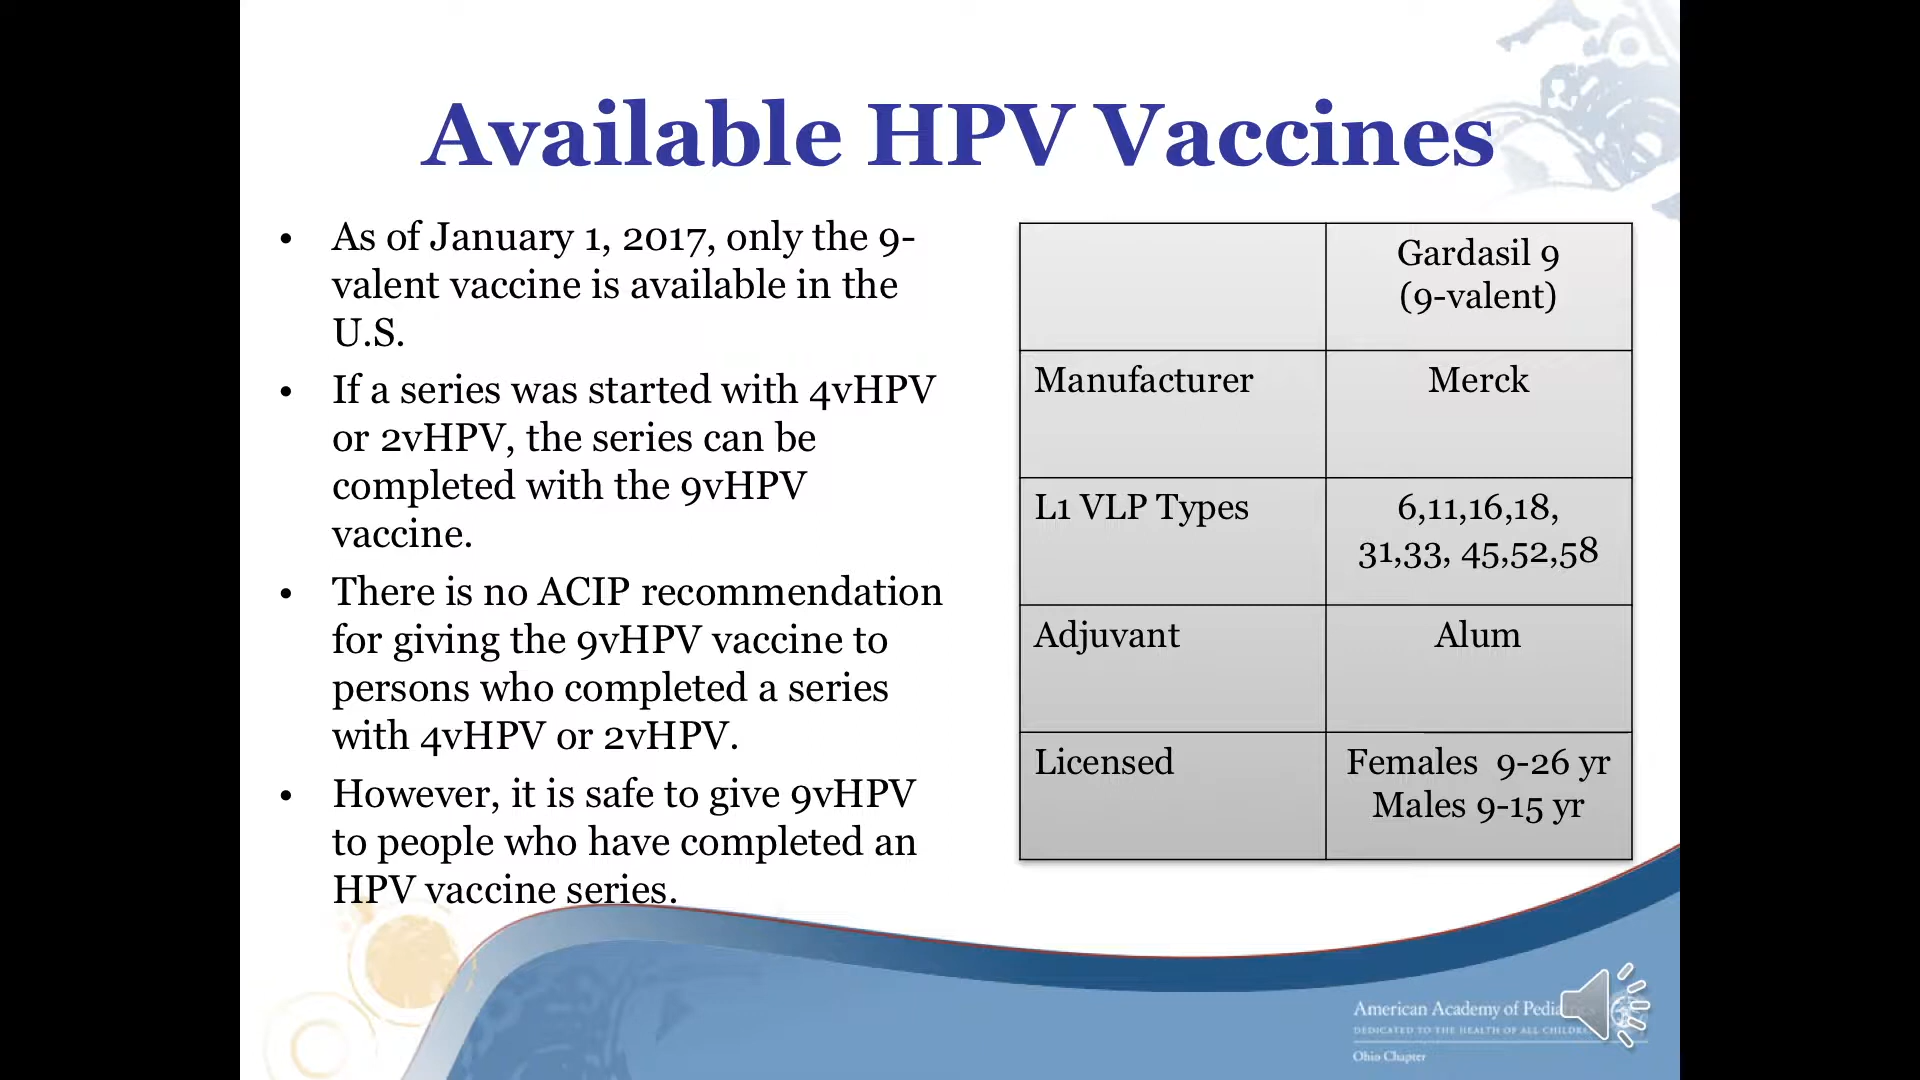 Available HPV Vaccines
• As of January 1, 2017, only the 9-
valent vaccine is available in the
U.S.
• If a series was started with 4vHPV
or 2vHPV, the series can be
completed with the 9vHPV
vaccine.
• There is no ACIP recommendation
for giving the 9vHPV vaccine to
persons who completed a series
with 4vHPV or 2vHPV.
• However, it is safe to give 9vHPV
to people who have completed an
HPV vaccine series.
Gardasil 9
(9-valent)
Manufacturer
Merck
L1 VLP Types
6,11,16,18,
31,33, 45,52,58
Adjuvant
Alum
Licensed
Females 9-26 yr
Males 9-15 yr
American Academy of
DEDICATED TO THE HEALTH OF ALL
Ohio Chapter